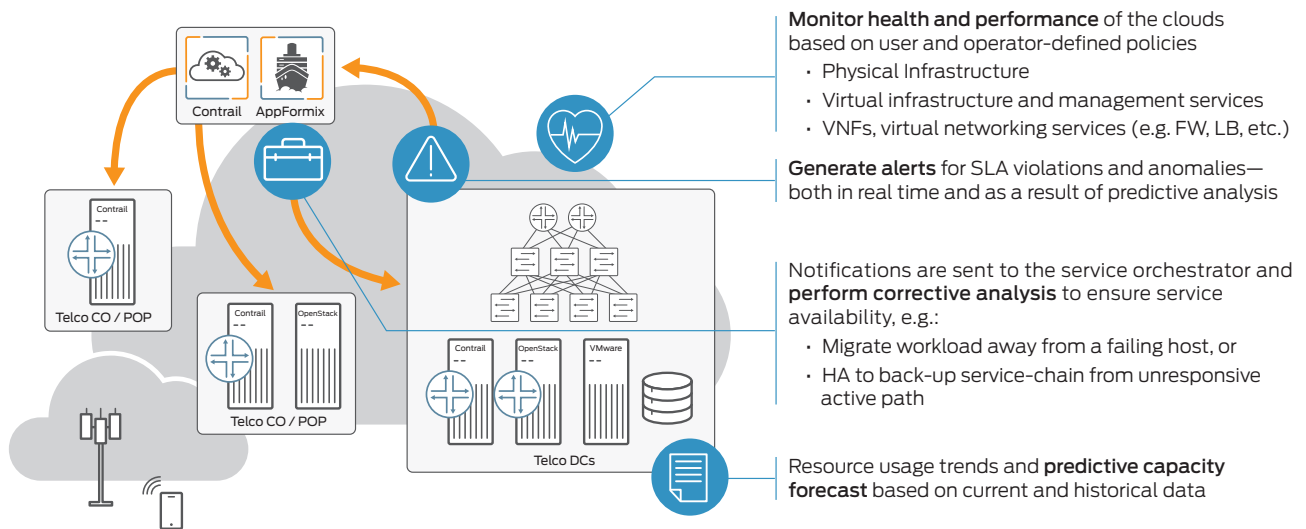 Contrail
AppFormix
Contrail
Telco CO / POP
Contrail
OpenStack
Telco CO / POP
Contrail
OpenStack
VMware
Telco DCs
Monitor health and performance of the clouds
based on user and operator-defined policies
· Physical Infrastructure
· Virtual infrastructure and management services
· VNFs, virtual networking services (e.g. FW, LB, etc.)
Generate alerts for SLA violations and anomalies—
both in real time and as a result of predictive analysis
Notifications are sent to the service orchestrator and
perform corrective analysis to ensure service
availability, e.g.:
· Migrate workload away from a failing host, or
· HA to back-up service-chain from unresponsive
active path
Resource usage trends and predictive capacity
forecast based on current and historical data